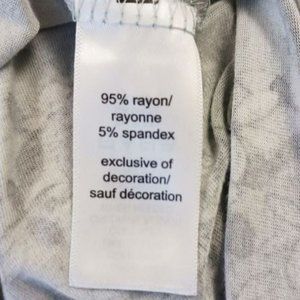 95% rayon/
rayonne
5% spandex
exclusive of
decoration/
sauf décoration